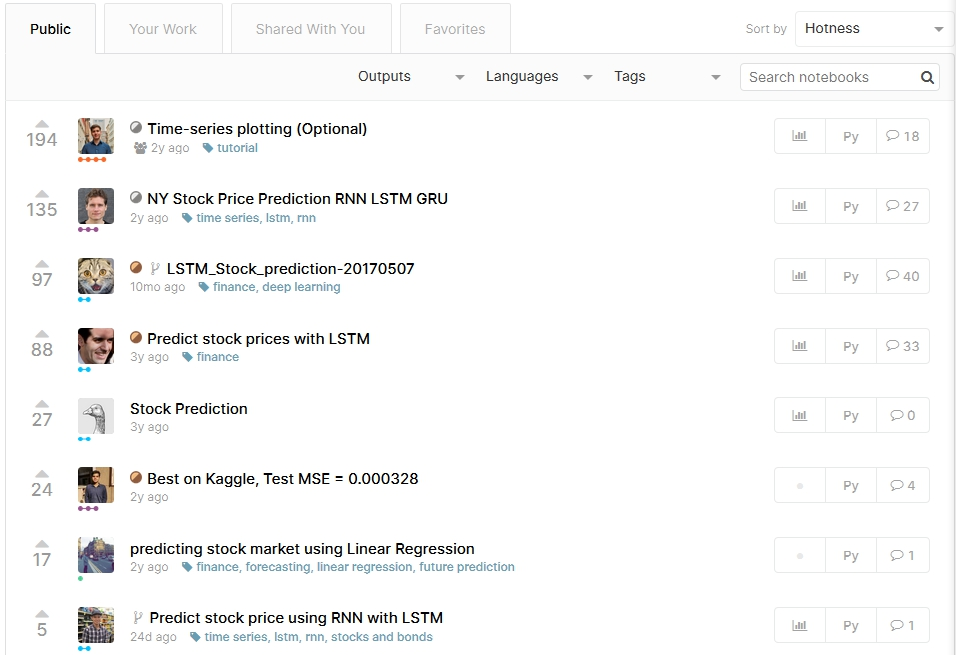 Public Your Work Shared With You Favorites Sort by Hotness
Outputs Languages Tags Search notebooks
194 Time-series plotting (Optional) Py 18
2y ago tutorial
135 NY Stock Price Prediction RNN LSTM GRU Py 27
2y ago time series, lstm, rnn
97 LSTM_Stock_prediction-20170507 Py 40
10mo ago finance, deep learning
88 Predict stock prices with LSTM Py 33
3y ago finance
27 Stock Prediction Py 0
3y ago
24 Best on Kaggle, Test MSE = 0.000328 Py 4
2y ago
17 predicting stock market using Linear Regression Py 1
2y ago finance, forecasting, linear regression, future prediction
5 Predict stock price using RNN with LSTM Py 1
24d ago time series, lstm, rnn, stocks and bonds